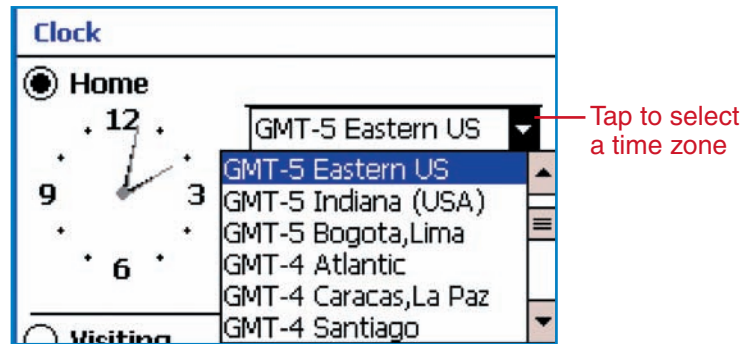 Clock
Home
12
9
3
6
GMT-5 Eastern US
GMT-5 Eastern US
GMT-5 Indiana (USA)
GMT-5 Bogota,Lima
GMT-4 Atlantic
GMT-4 Caracas,La Paz
GMT-4 Santiago
Visiting
Tap to select
a time zone